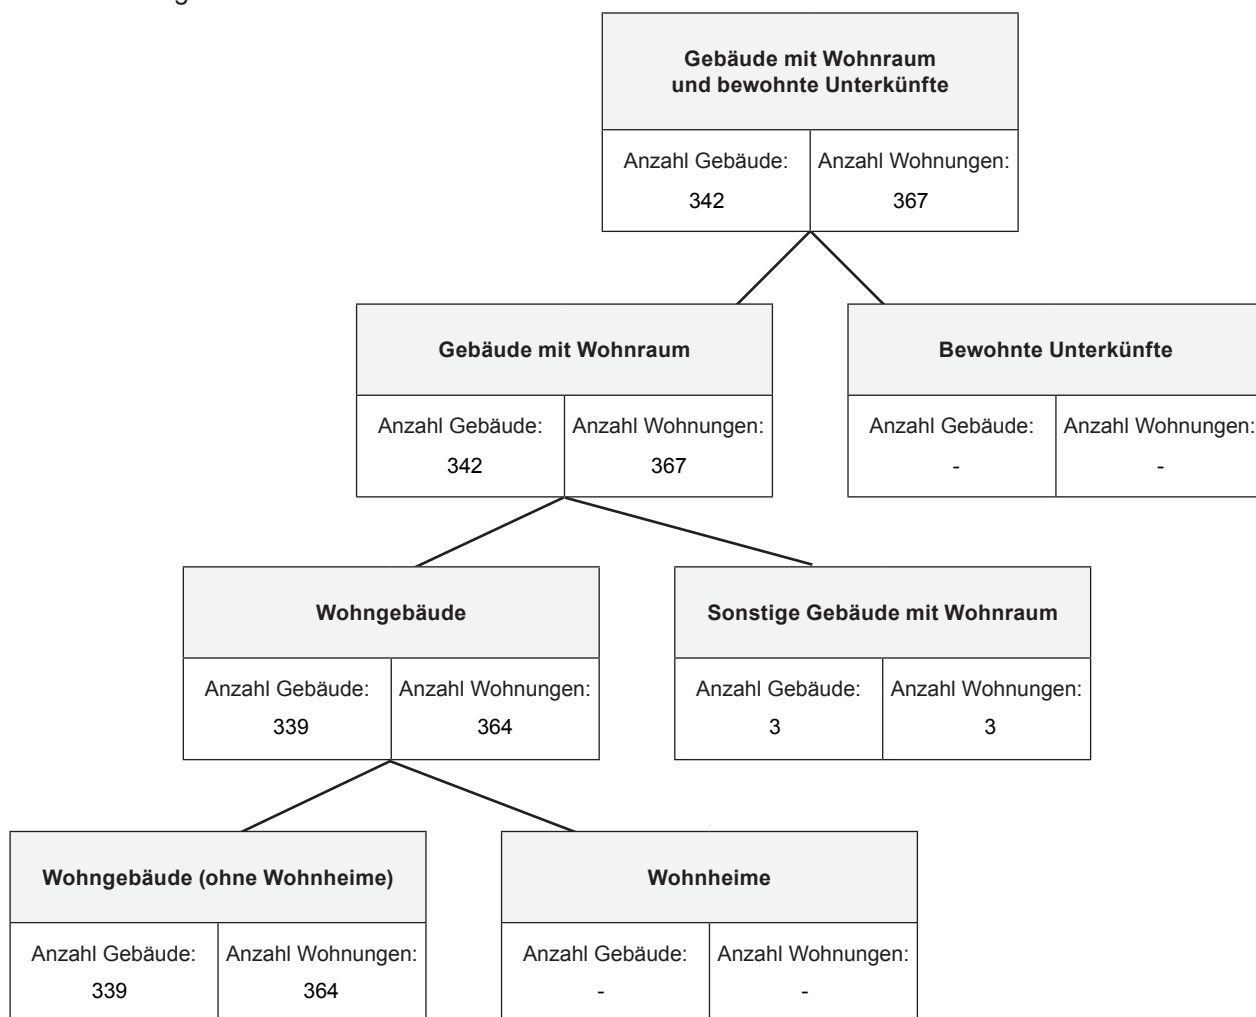 Gebäude mit Wohnraum
und bewohnte Unterkünfte
Anzahl Gebäude: Anzahl Wohnungen:
342 367
Gebäude mit Wohnraum
Anzahl Gebäude: Anzahl Wohnungen:
342 367
Bewohnte Unterkünfte
Anzahl Gebäude: Anzahl Wohnungen:
- -
Wohngebäude
Anzahl Gebäude: Anzahl Wohnungen:
339 364
Sonstige Gebäude mit Wohnraum
Anzahl Gebäude: Anzahl Wohnungen:
3 3
Wohngebäude (ohne Wohnheime)
Anzahl Gebäude: Anzahl Wohnungen:
339 364
Wohnheime
Anzahl Gebäude: Anzahl Wohnungen:
- -